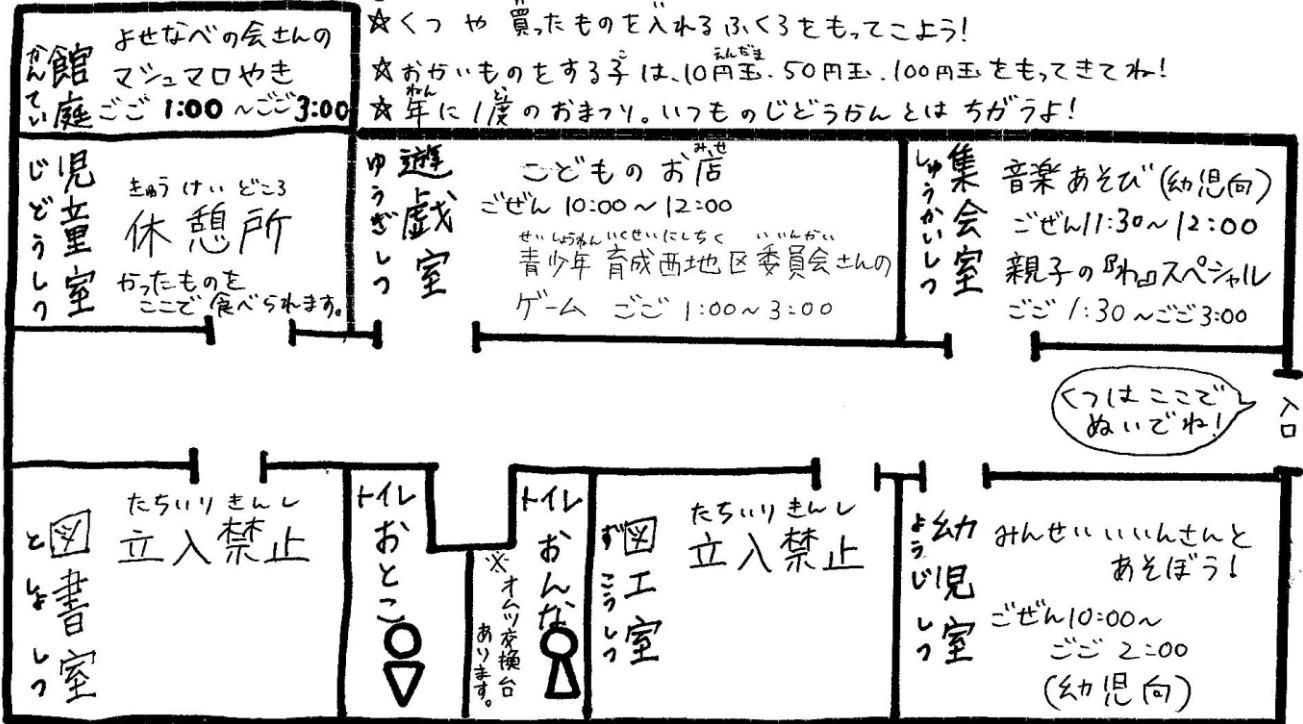 ☆くつ や 買ったものを入れるふくろをもってこよう!
☆おかいものをする子は、10円玉、50円玉、100円玉をもってきてね!
☆年に1度のおまつり。いつものじどうかんとは ちがうよ!
館庭
かんてい
よせなべの会さんの
マシュマロやき
ごご 1:00 ~ごご 3:00
児童室
じどうしつ
きゅうけいどころ
休憩所
かったものを
ここで食べられます。
遊戯室
ゆうぎしつ
こどものお店
ごぜん 10:00~12:00
せいしょうねんいくせいにしちくいいんかい
青少年育成西地区委員会さんの
ゲーム ごご 1:00~3:00
集会室
しゅうかいしつ
音楽あそび(幼児向)
ごぜん11:30~12:00
親子の『わ』スペシャル
ごご 1:30~ごご3:00
くつはここで
ぬいでね!
入口
図書室
としょしつ
たちいりきんし
立入禁止
トイレ
おとこ
※オムツ交換台
あります。
トイレ
おんな
図工室
ずこうしつ
たちいりきんし
立入禁止
幼児室
ようじしつ
みんせいいいんさんと
あそぼう!
ごぜん10:00~
ごご 2:00
(幼児向)